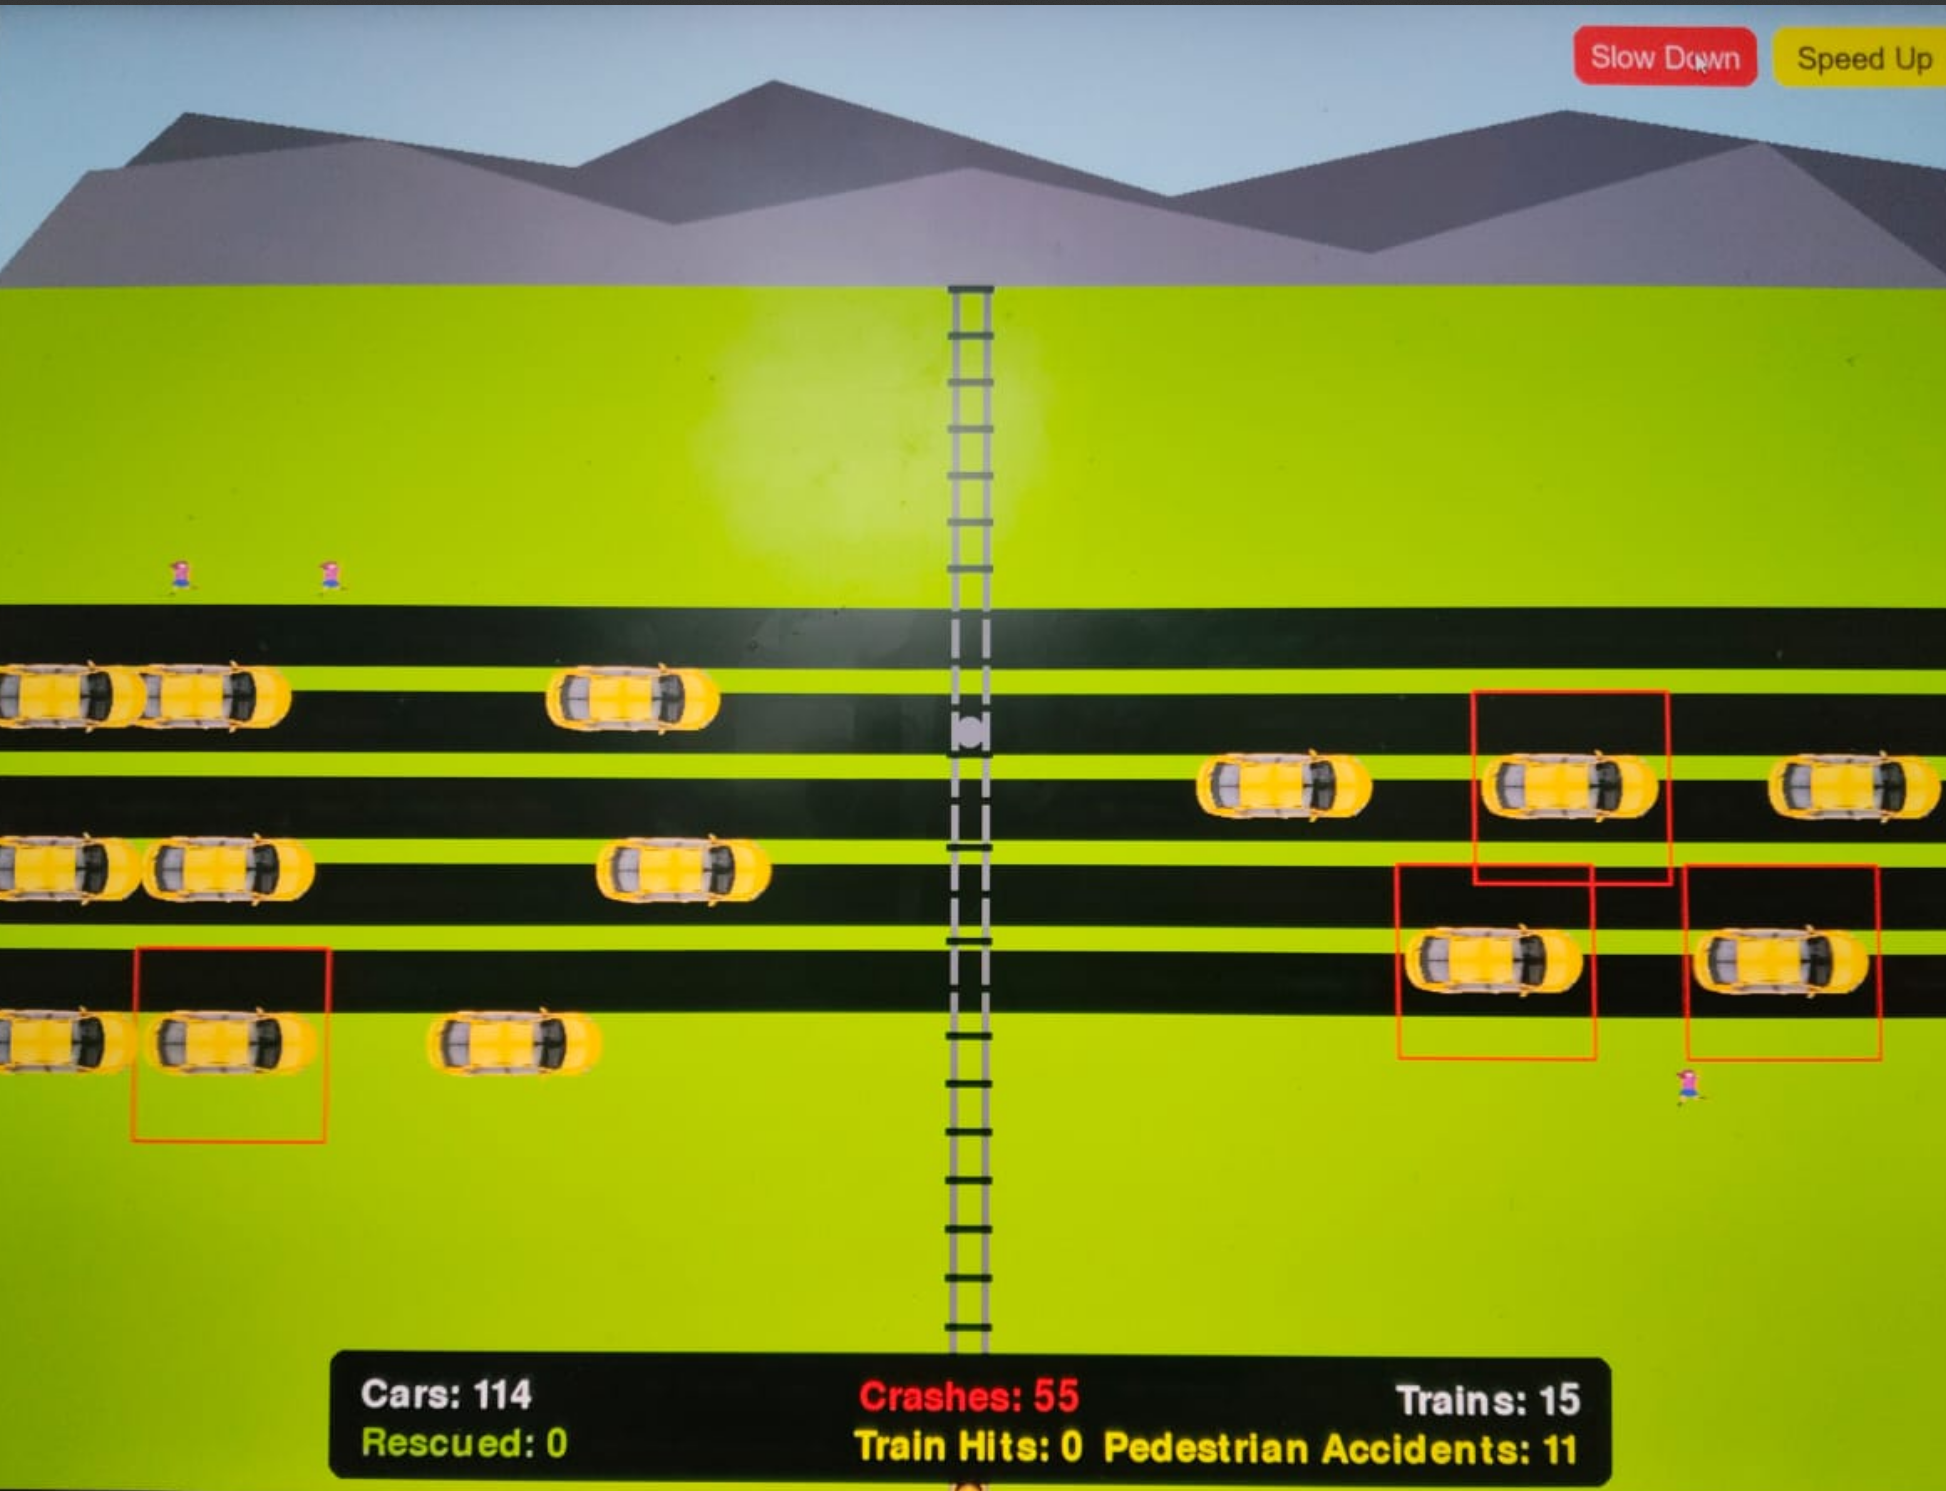 Slow Down
Speed Up
Cars: 114
Crashes: 55
Trains: 15
Rescued: 0
Train Hits: 0
Pedestrian Accidents: 11